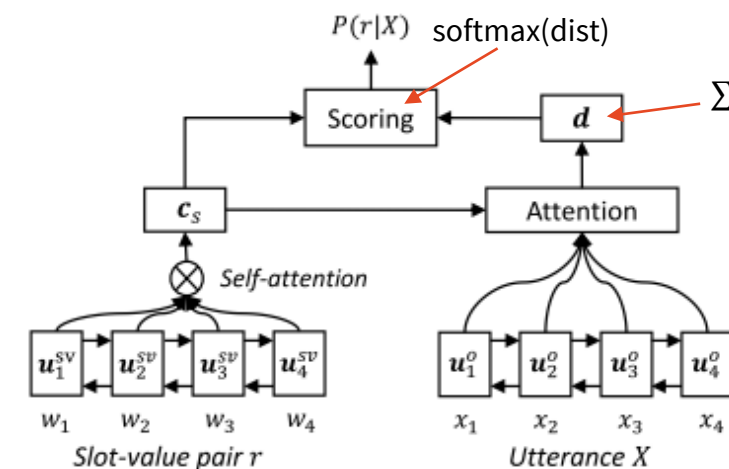 P(r|X) softmax(dist)
Scoring d ∑
c_s Attention
Self-attention
u_1^{sv} u_2^{sv} u_3^{sv} u_4^{sv} u_1^o u_2^o u_3^o u_4^o
w_1 w_2 w_3 w_4 x_1 x_2 x_3 x_4
Slot-value pair r Utterance X